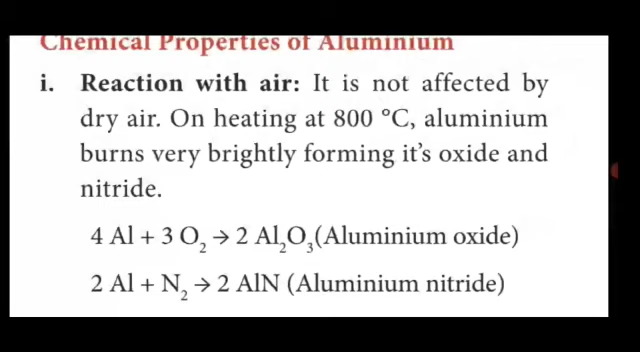 Chemical Properties of Aluminium
i. Reaction with air: It is not affected by
dry air. On heating at 800 °C, aluminium
burns very brightly forming it's oxide and
nitride.
4 Al + 3 O₂ → 2 Al₂O₃(Aluminium oxide)
2 Al + N₂ → 2 AlN (Aluminium nitride)